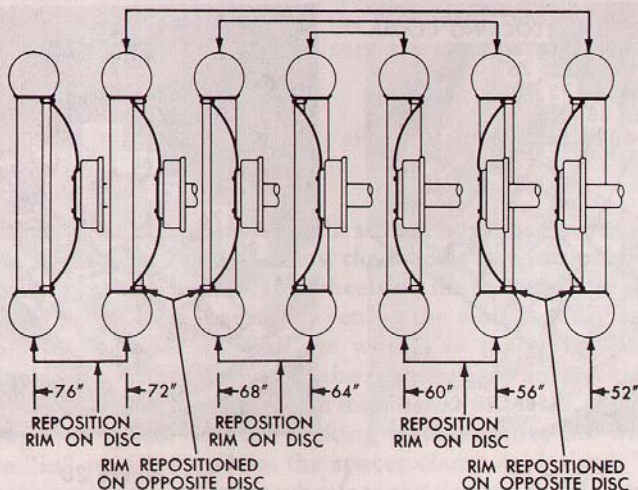 76"
72"
68"
64"
60"
56"
52"
REPOSITION
RIM ON DISC
REPOSITION
RIM ON DISC
REPOSITION
RIM ON DISC
RIM REPOSITIONED
ON OPPOSITE DISC
RIM REPOSITIONED
ON OPPOSITE DISC